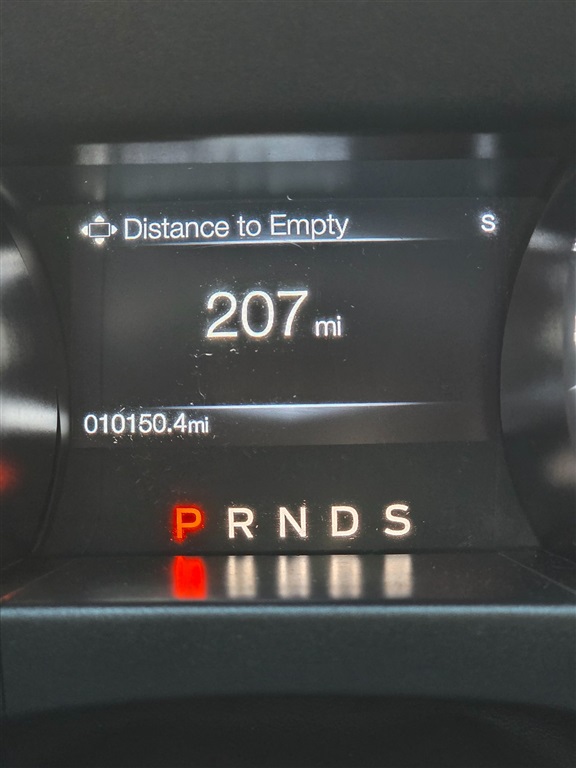 Distance to Empty S
207 mi
010150.4mi
P R N D S